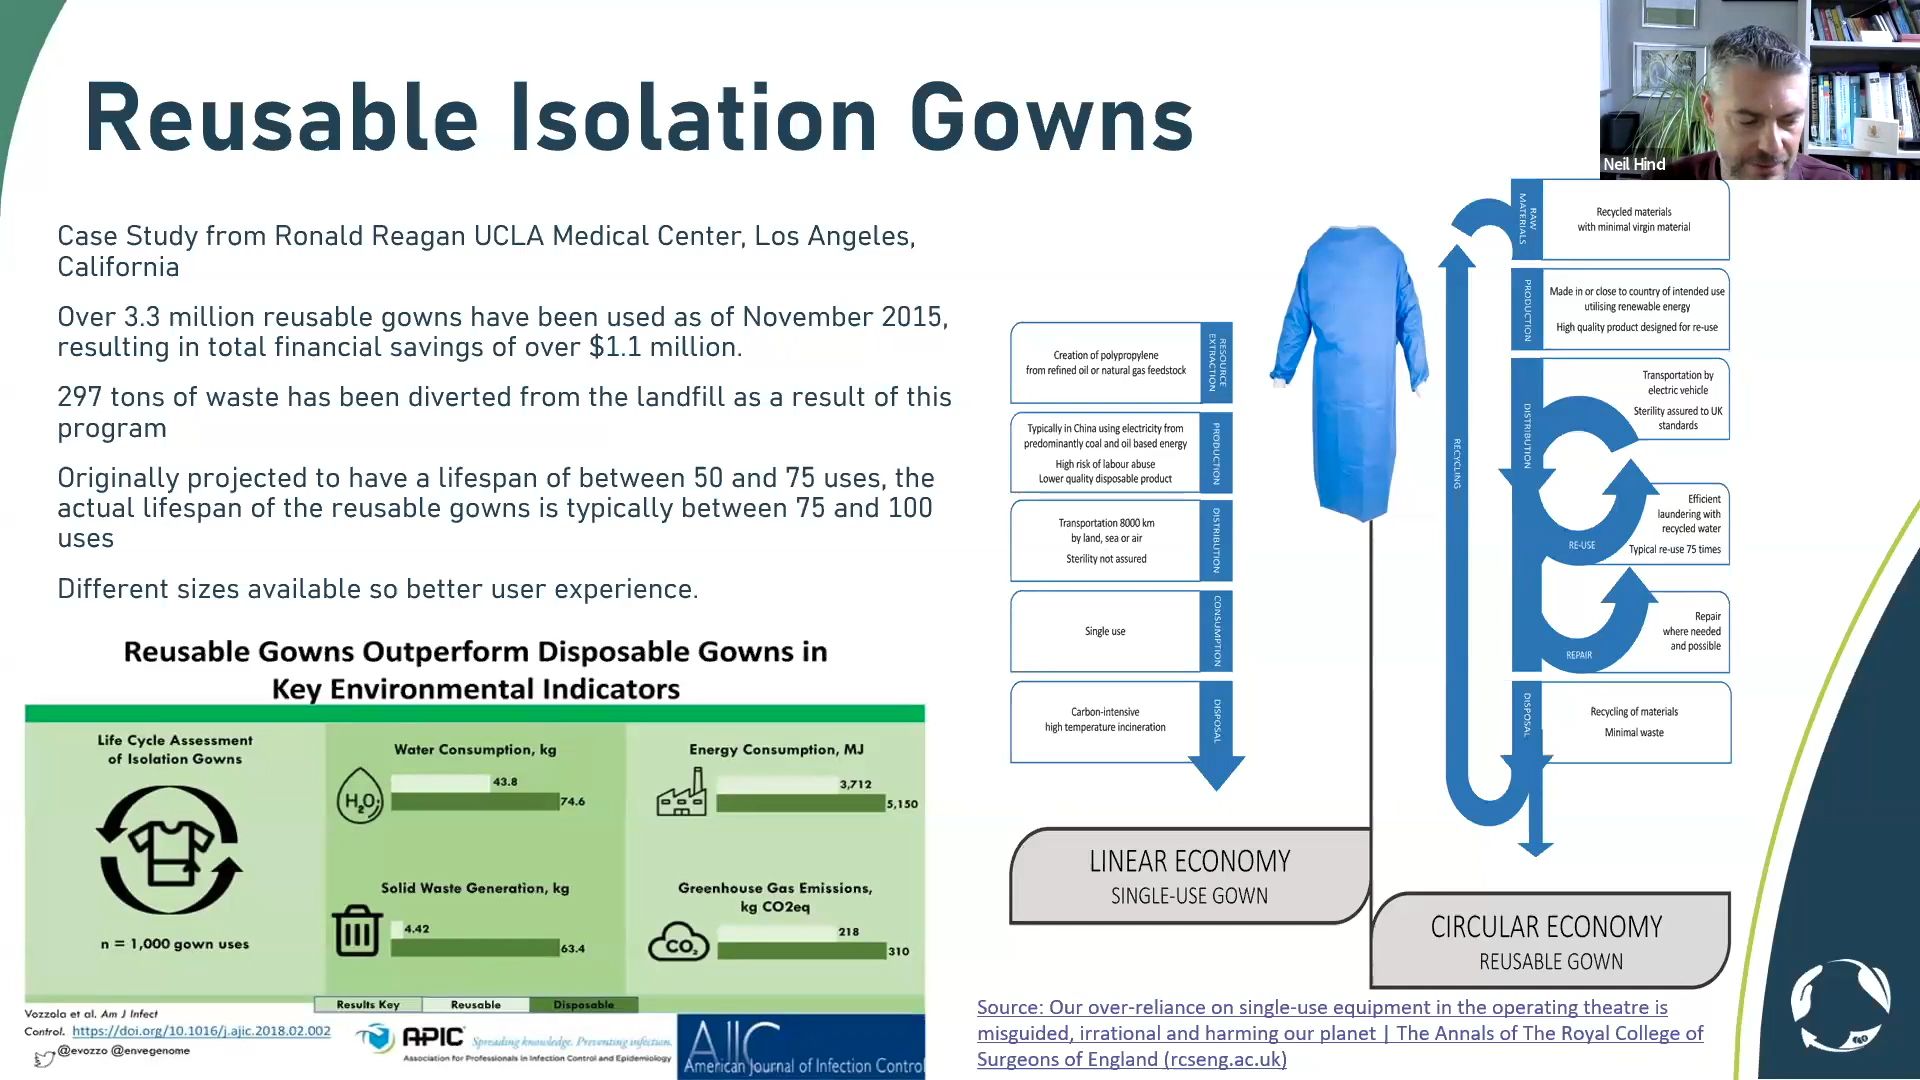 Reusable Isolation Gowns
Neil Hind
Case Study from Ronald Reagan UCLA Medical Center, Los Angeles,
California
Over 3.3 million reusable gowns have been used as of November 2015,
resulting in total financial savings of over $1.1 million.
297 tons of waste has been diverted from the landfill as a result of this
program
Originally projected to have a lifespan of between 50 and 75 uses, the
actual lifespan of the reusable gowns is typically between 75 and 100
uses
Different sizes available so better user experience.
Reusable Gowns Outperform Disposable Gowns in
Key Environmental Indicators
Life Cycle Assessment
of Isolation Gowns
n = 1,000 gown uses
Water Consumption, kg
H₂O
43.8
74.6
Energy Consumption, MJ
3,712
5,150
Solid Waste Generation, kg
4.42
63.4
Greenhouse Gas Emissions,
kg CO2eq
CO₂
218
310
Results Key
Reusable
Disposable
Vozzola et al. Am J Infect
Control. https://doi.org/10.1016/j.ajic.2018.02.002
@evozzo @envegenome
APIC
Spreading knowledge. Preventing infection.
Association for Professionals in Infection Control and Epidemiology
AJIC
American Journal of Infection Control
RESOURCE
EXTRACTION
Creation of polypropylene
from refined oil or natural gas feedstock
PRODUCTION
Typically in China using electricity from
predominantly coal and oil based energy
High risk of labour abuse
Lower quality disposable product
DISTRIBUTION
Transportation 8000 km
by land, sea or air
Sterility not assured
CONSUMPTION
Single use
DISPOSAL
Carbon-intensive
high temperature incineration
LINEAR ECONOMY
SINGLE-USE GOWN
RAW
MATERIALS
Recycled materials
with minimal virgin material
PRODUCTION
Made in or close to country of intended use
utilising renewable energy
High quality product designed for re-use
DISTRIBUTION
Transportation by
electric vehicle
Sterility assured to UK
standards
RECYCLING
RE-USE
Efficient
laundering with
recycled water
Typical re-use 75 times
REPAIR
Repair
where needed
and possible
DISPOSAL
Recycling of materials
Minimal waste
CIRCULAR ECONOMY
REUSABLE GOWN
Source: Our over-reliance on single-use equipment in the operating theatre is
misguided, irrational and harming our planet | The Annals of The Royal College of
Surgeons of England (rcseng.ac.uk)